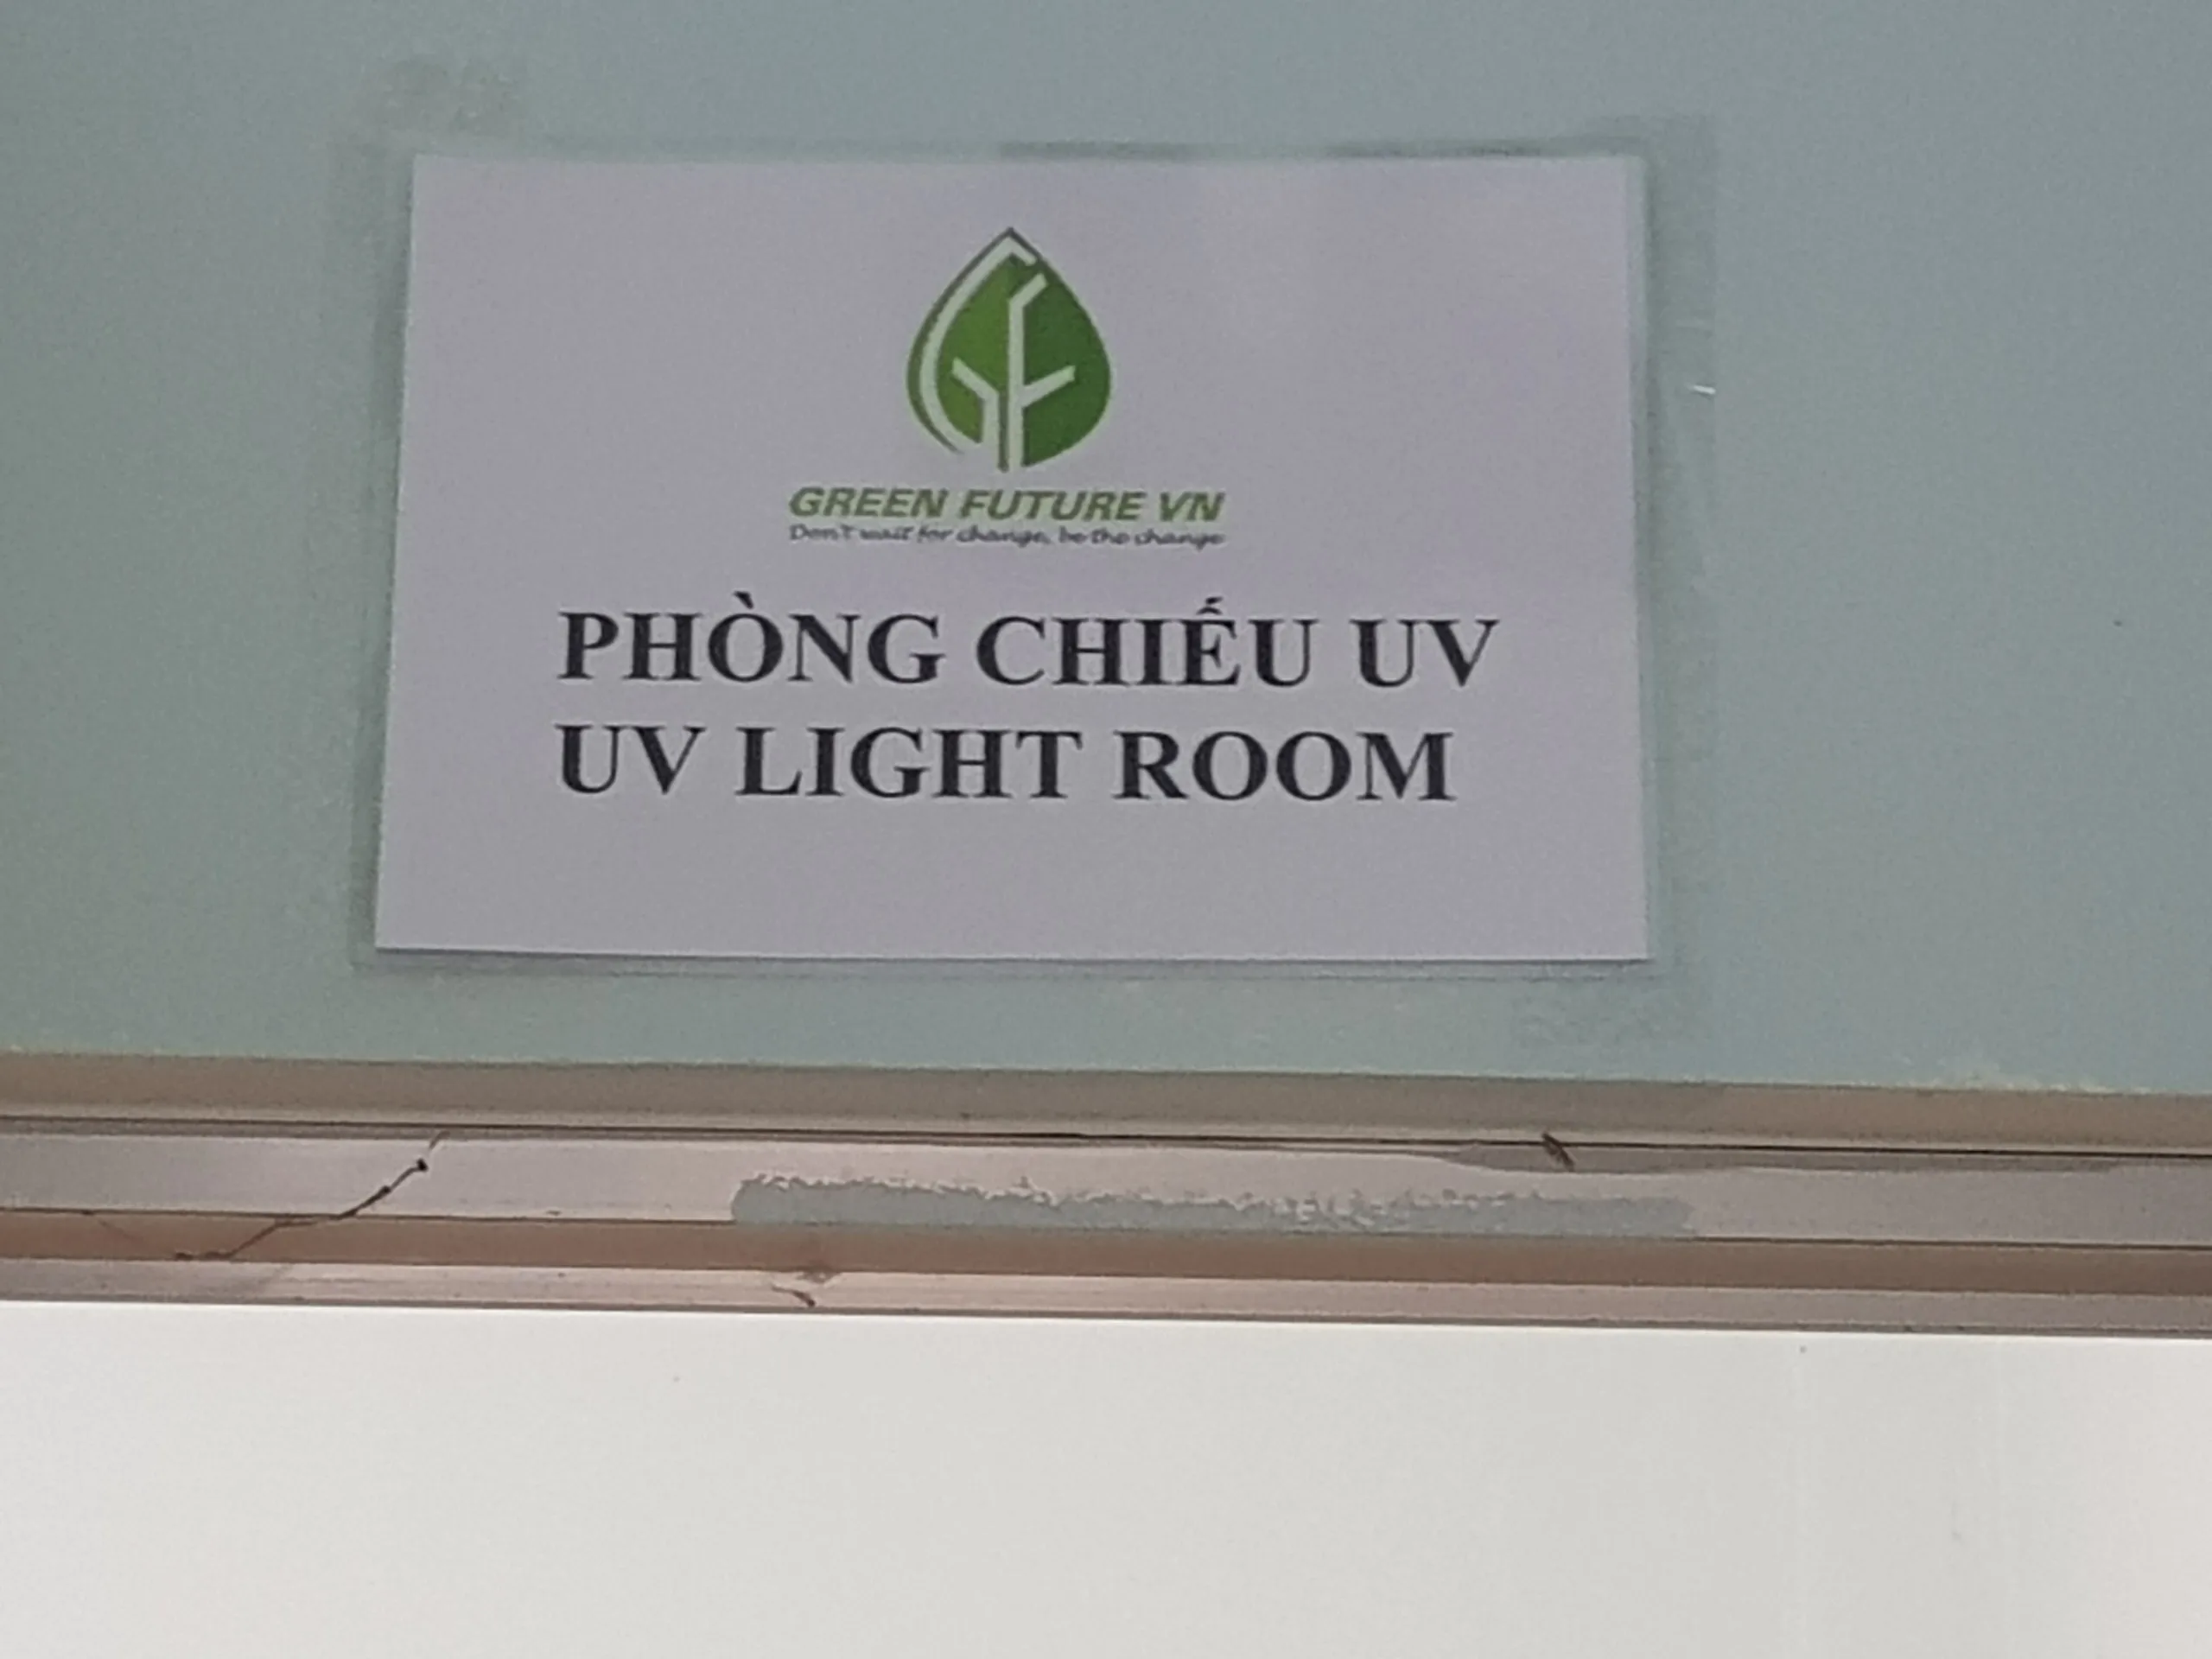 GREEN FUTURE VN
Don't wait for change, be the change
PHÒNG CHIẾU UV
UV LIGHT ROOM